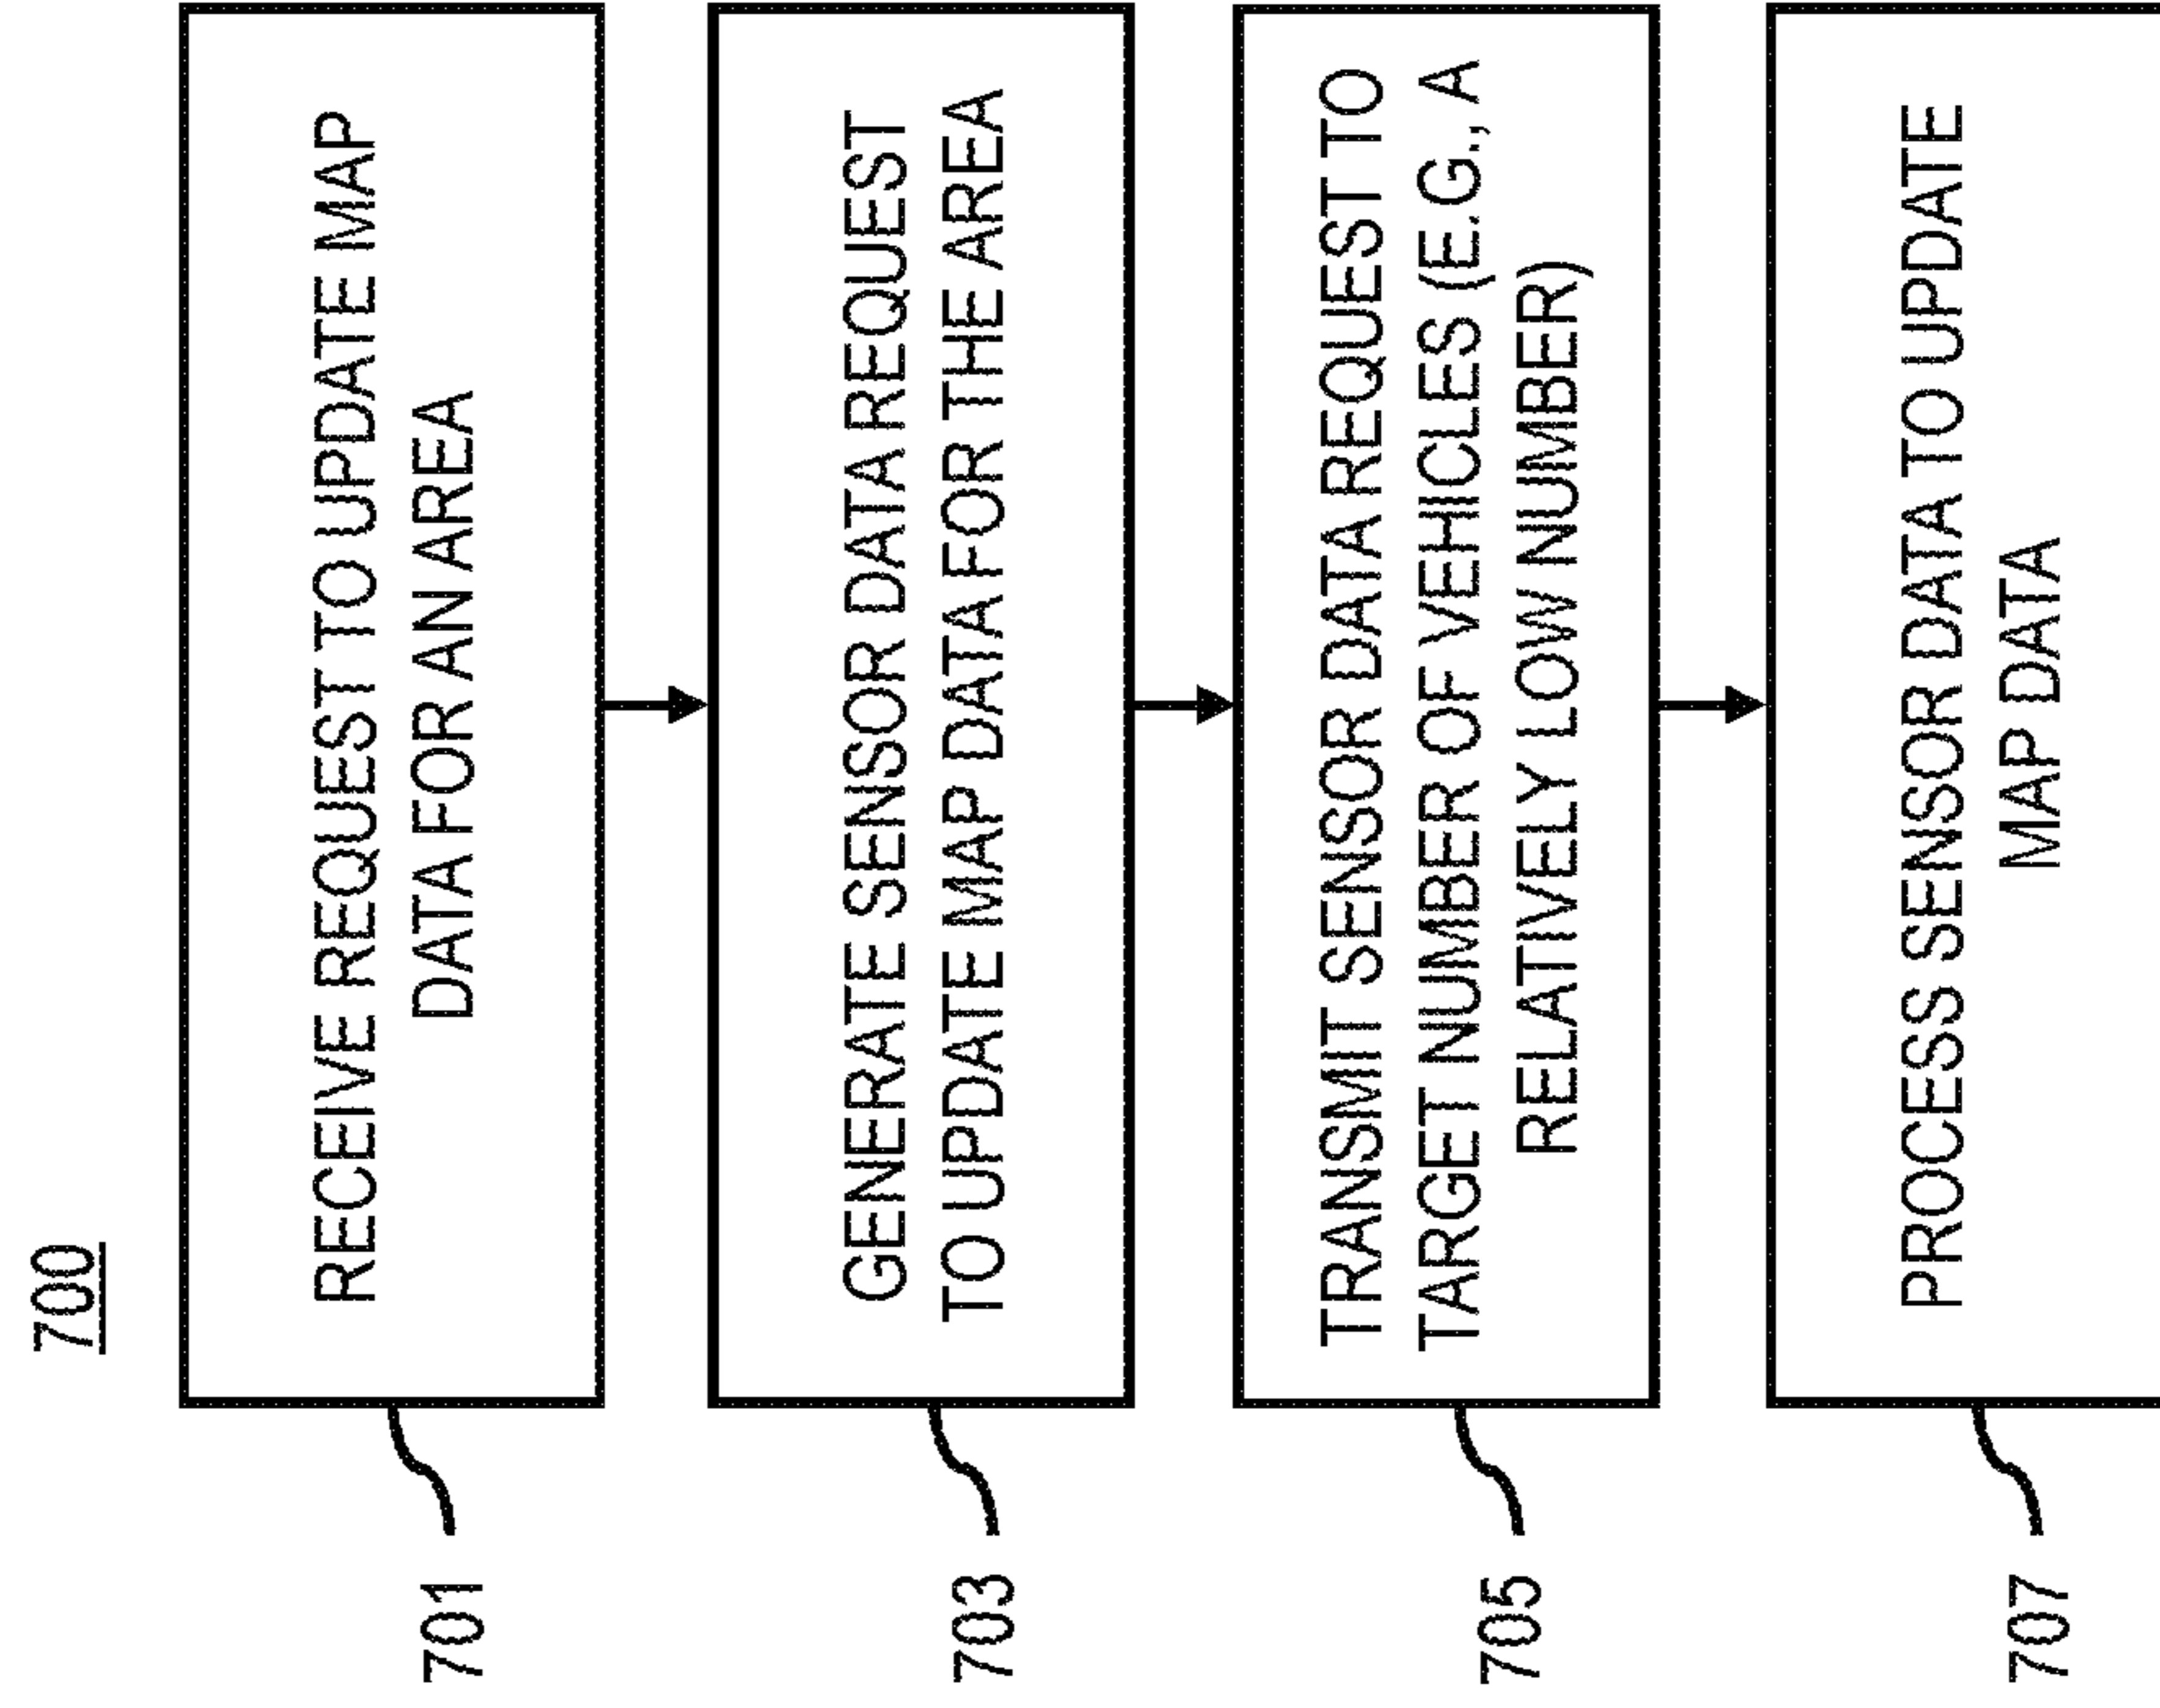 700
701
RECEIVE REQUEST TO UPDATE MAP
DATA FOR AN AREA
703
GENERATE SENSOR DATA REQUEST
TO UPDATE MAP DATA FOR THE AREA
705
TRANSMIT SENSOR DATA REQUEST TO
TARGET NUMBER OF VEHICLES (E.G., A
RELATIVELY LOW NUMBER)
707
PROCESS SENSOR DATA TO UPDATE
MAP DATA